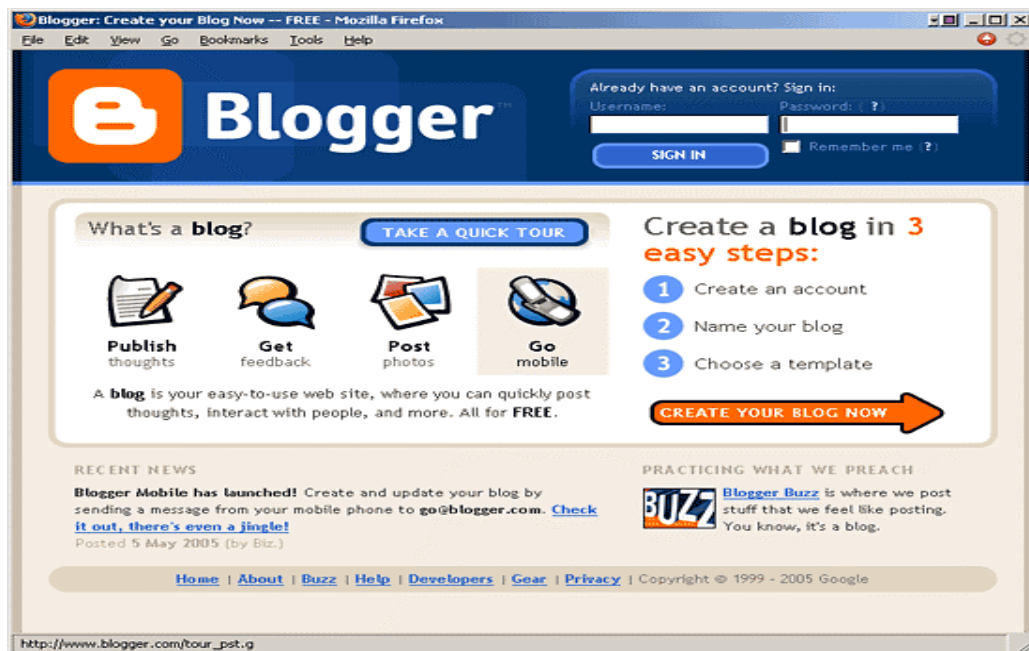 Blogger: Create your Blog Now -- FREE - Mozilla Firefox
File Edit View Go Bookmarks Tools Help
Blogger™
Already have an account? Sign in:
Username: Password: ( ? )
SIGN IN Remember me (?)
What's a blog? TAKE A QUICK TOUR
Publish thoughts
Get feedback
Post photos
Go mobile
A blog is your easy-to-use web site, where you can quickly post
thoughts, interact with people, and more. All for FREE.
Create a blog in 3
easy steps:
1 Create an account
2 Name your blog
3 Choose a template
CREATE YOUR BLOG NOW
RECENT NEWS
Blogger Mobile has launched! Create and update your blog by
sending a message from your mobile phone to go@blogger.com. Check
it out, there's even a jingle!
Posted 5 May 2005 (by Biz.)
PRACTICING WHAT WE PREACH
BUZZ
Blogger Buzz is where we post
stuff that we feel like posting.
You know, it's a blog.
Home | About | Buzz | Help | Developers | Gear | Privacy | Copyright © 1999 - 2005 Google
http://www.blogger.com/tour_pst.g